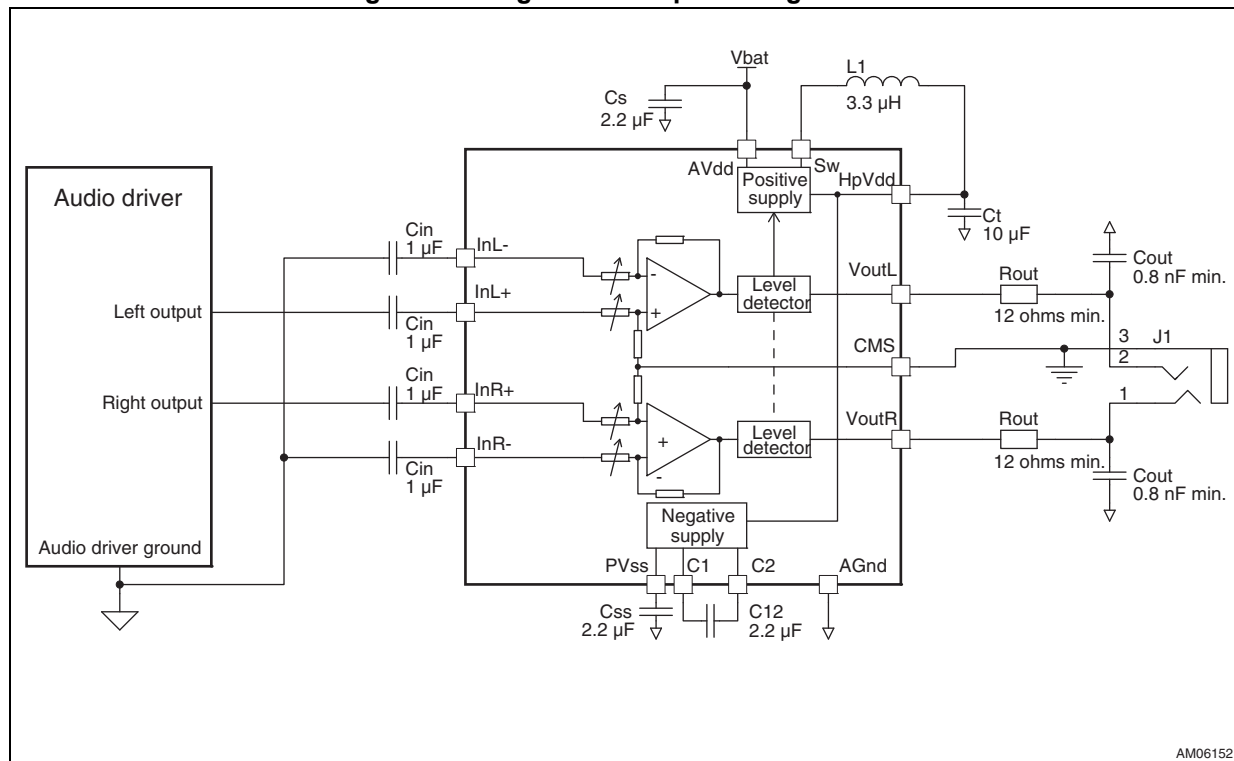 Vbat
L1
3.3 µH
Cs
2.2 µF
AVdd
Sw
HpVdd
Positive
supply
Ct
10 µF
Audio driver
Cin
1 µF
InL-
-
Left output
InL+
+
Cin
1 µF
Level
detector
VoutL
Rout
12 ohms min.
Cout
0.8 nF min.
CMS
3
J1
2
1
Right output
Cin
1 µF
InR+
+
InR-
-
Cin
1 µF
Level
detector
VoutR
Rout
12 ohms min.
Cout
0.8 nF min.
Audio driver ground
Negative
supply
PVss
C1
C2
AGnd
Css
2.2 µF
C12
2.2 µF
AM06152